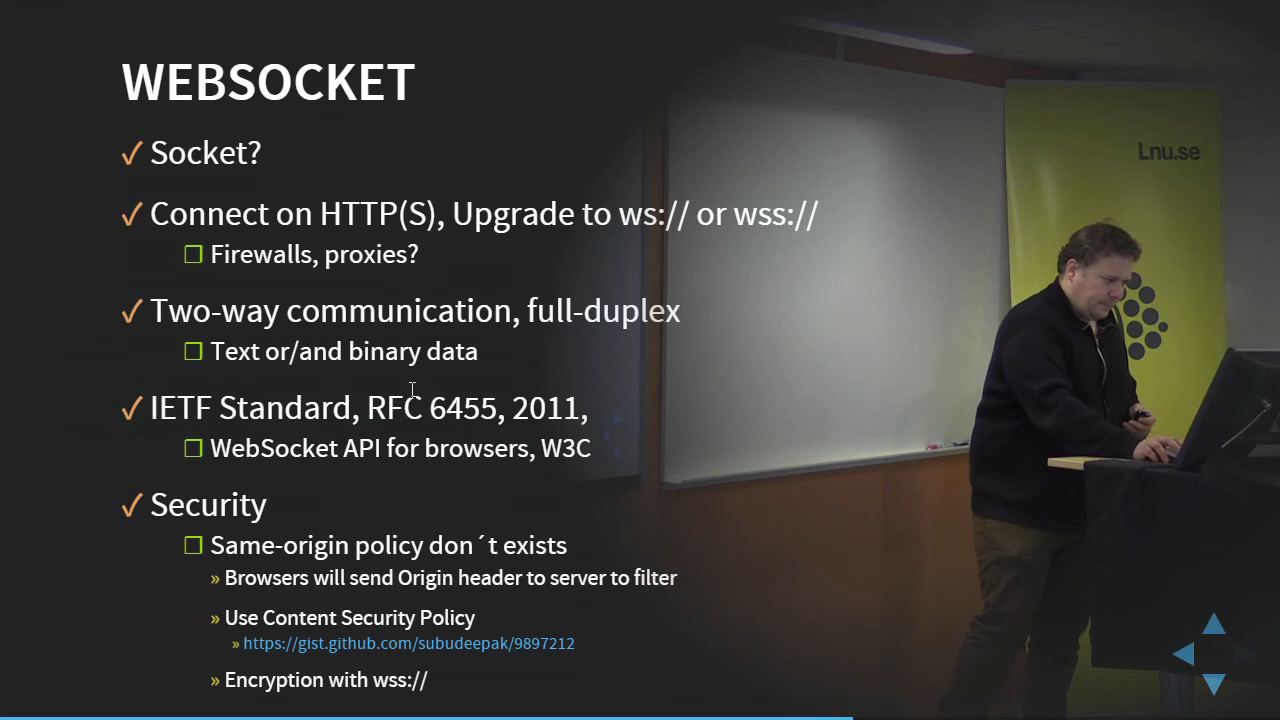 WEBSOCKET
✓ Socket?
✓ Connect on HTTP(S), Upgrade to ws:// or wss://
❒ Firewalls, proxies?
✓ Two-way communication, full-duplex
❒ Text or/and binary data
✓ IETF Standard, RFC 6455, 2011,
❒ WebSocket API for browsers, W3C
✓ Security
❒ Same-origin policy don´t exists
» Browsers will send Origin header to server to filter
» Use Content Security Policy
» https://gist.github.com/subudeepak/9897212
» Encryption with wss://
Lnu.se